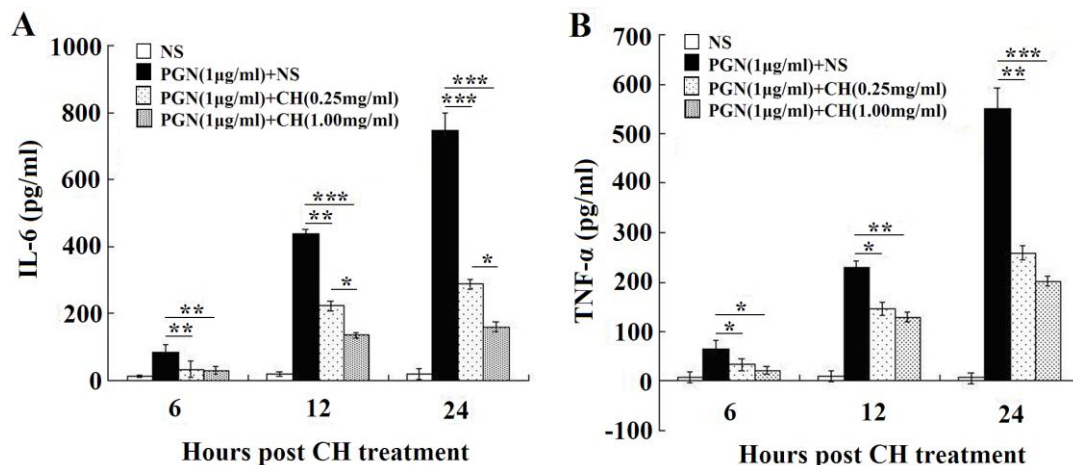 A
IL-6 (pg/ml)
1000
800
600
400
200
0
NS
PGN(1μg/ml)+NS
PGN(1μg/ml)+CH(0.25mg/ml)
PGN(1μg/ml)+CH(1.00mg/ml)
**
**
***
**
*
***
***
*
6
12
24
Hours post CH treatment
B
TNF-α (pg/ml)
700
600
500
400
300
200
100
0
-100
NS
PGN(1μg/ml)+NS
PGN(1μg/ml)+CH(0.25mg/ml)
PGN(1μg/ml)+CH(1.00mg/ml)
*
*
**
*
***
**
6
12
24
Hours post CH treatment